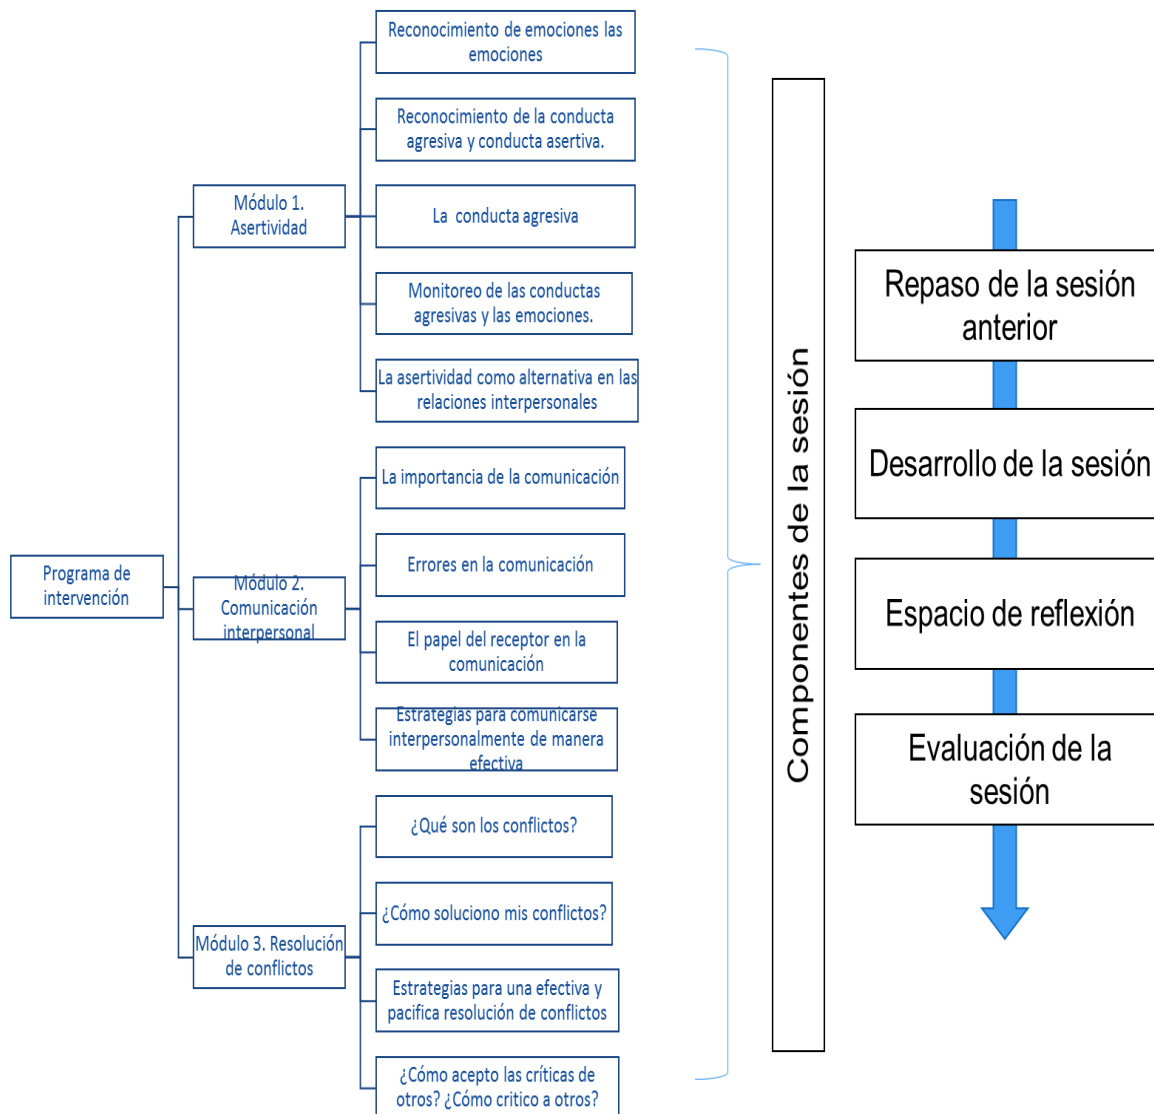 Programa de
intervención
Módulo 1.
Asertividad
Reconocimiento de emociones las
emociones
Reconocimiento de la conducta
agresiva y conducta asertiva.
La conducta agresiva
Monitoreo de las conductas
agresivas y las emociones.
La asertividad como alternativa en las
relaciones interpersonales
Módulo 2.
Comunicación
interpersonal
La importancia de la comunicación
Errores en la comunicación
El papel del receptor en la
comunicación
Estrategias para comunicarse
interpersonalmente de manera
efectiva
Módulo 3. Resolución
de conflictos
¿Qué son los conflictos?
¿Cómo soluciono mis conflictos?
Estrategias para una efectiva y
pacifica resolución de conflictos
¿Cómo acepto las críticas de
otros? ¿Cómo critico a otros?
Componentes de la sesión
Repaso de la sesión
anterior
Desarrollo de la sesión
Espacio de reflexión
Evaluación de la
sesión